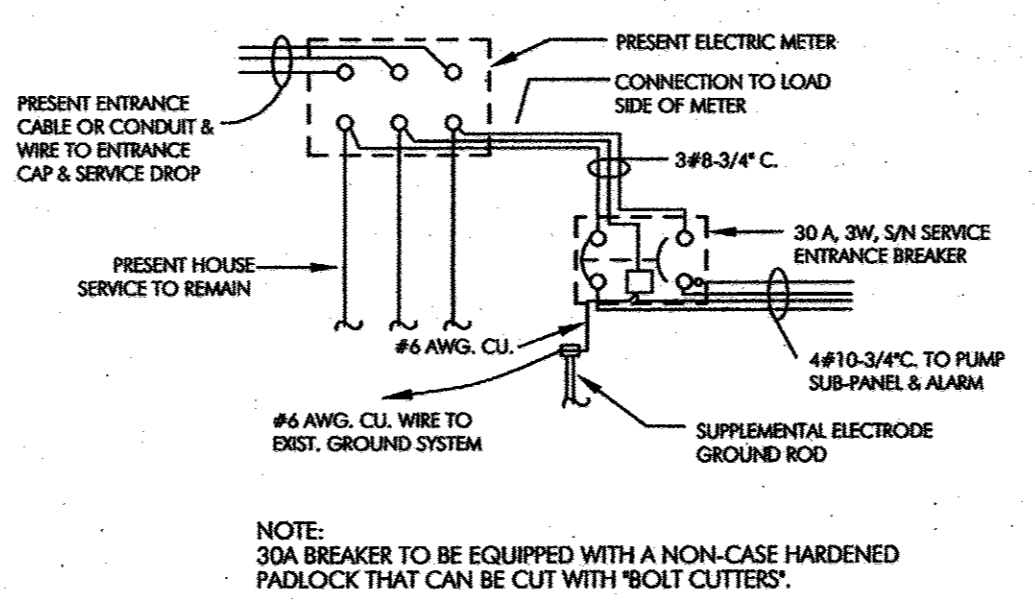 PRESENT ELECTRIC METER
CONNECTION TO LOAD
SIDE OF METER
PRESENT ENTRANCE
CABLE OR CONDUIT &
WIRE TO ENTRANCE
CAP & SERVICE DROP
3#8-3/4" C.
30 A, 3W, S/N SERVICE
ENTRANCE BREAKER
PRESENT HOUSE
SERVICE TO REMAIN
#6 AWG. CU.
4#10-3/4"C. TO PUMP
SUB-PANEL & ALARM
#6 AWG. CU. WIRE TO
EXIST. GROUND SYSTEM
SUPPLEMENTAL ELECTRODE
GROUND ROD
NOTE:
30A BREAKER TO BE EQUIPPED WITH A NON-CASE HARDENED
PADLOCK THAT CAN BE CUT WITH "BOLT CUTTERS".